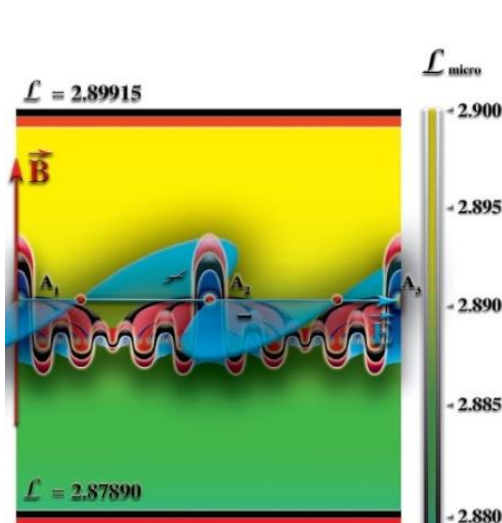 ℒ micro
ℒ = 2.89915
2.900
B
2.895
A₁
A₂
A₃
2.890
E
2.885
ℒ = 2.87890
2.880